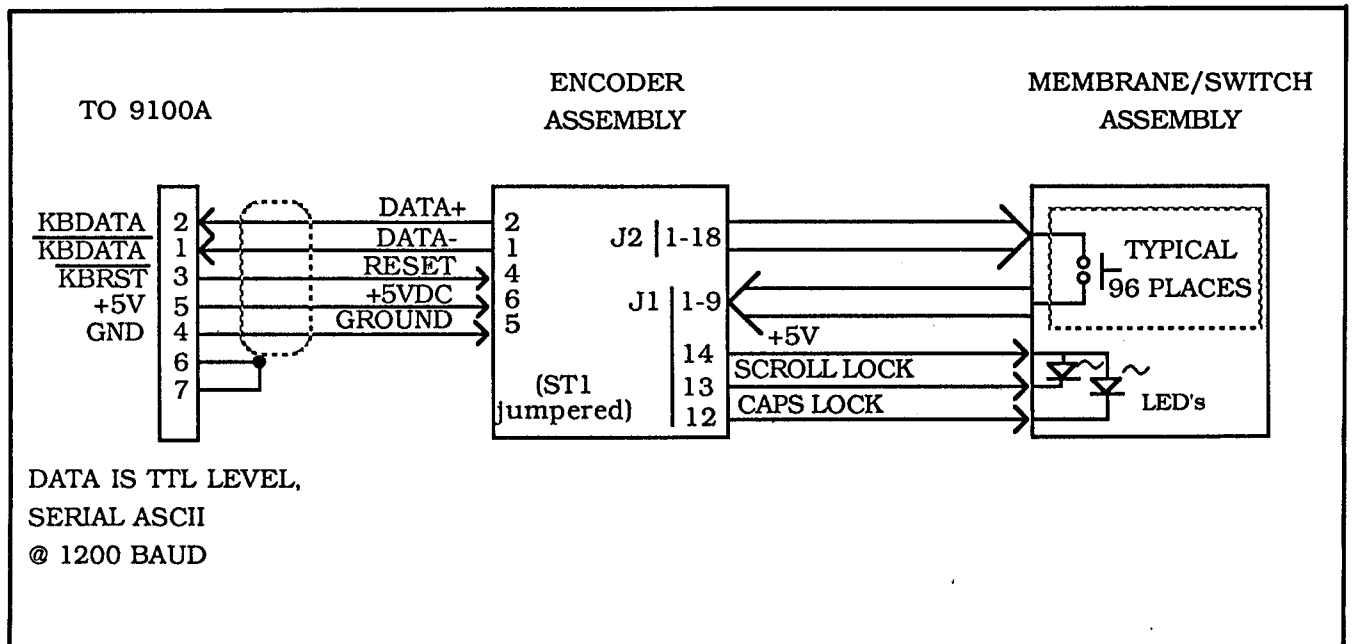 TO 9100A
ENCODER
ASSEMBLY
MEMBRANE/SWITCH
ASSEMBLY
KBDATA 2 DATA+ 2
KBDATA 1 DATA- 1
KBRST 3 RESET 4
+5V 5 +5VDC 6
GND 4 GROUND 5
6
7
(ST1
jumpered)
J2 1-18
J1 1-9
+5V
14
SCROLL LOCK
13
CAPS LOCK
12
TYPICAL
96 PLACES
LED's
DATA IS TTL LEVEL,
SERIAL ASCII
@ 1200 BAUD